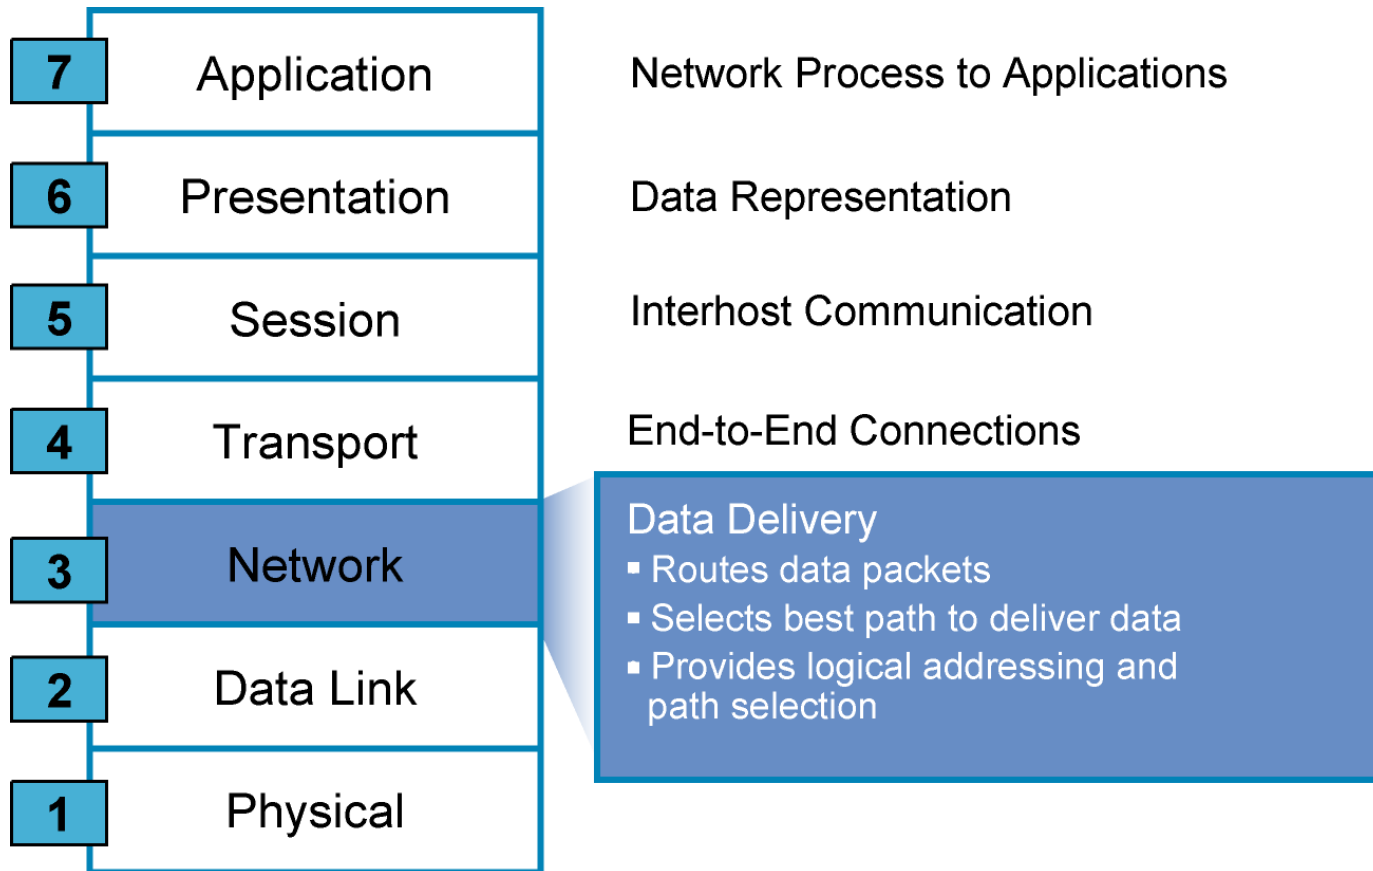 7 Application Network Process to Applications
6 Presentation Data Representation
5 Session Interhost Communication
4 Transport End-to-End Connections
3 Network
Data Delivery
▪ Routes data packets
▪ Selects best path to deliver data
▪ Provides logical addressing and
path selection
2 Data Link
1 Physical